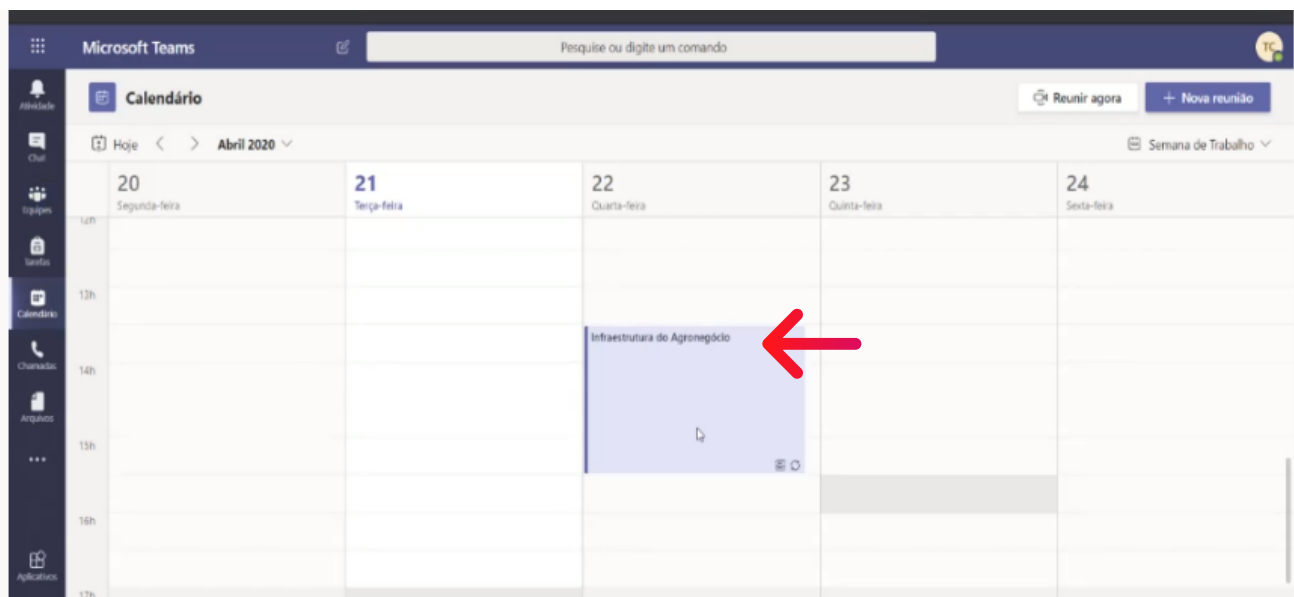 Microsoft Teams
Pesquise ou digite um comando
TC
Atividade
Chat
Equipes
Tarefas
Calendário
Chamadas
Arquivos
Aplicativos
Calendário
Reunir agora
+ Nova reunião
Hoje
Abril 2020
Semana de Trabalho
20
Segunda-feira
21
Terça-feira
22
Quarta-feira
23
Quinta-feira
24
Sexta-feira
12h
13h
Infraestrutura do Agronegócio
14h
15h
16h
17h